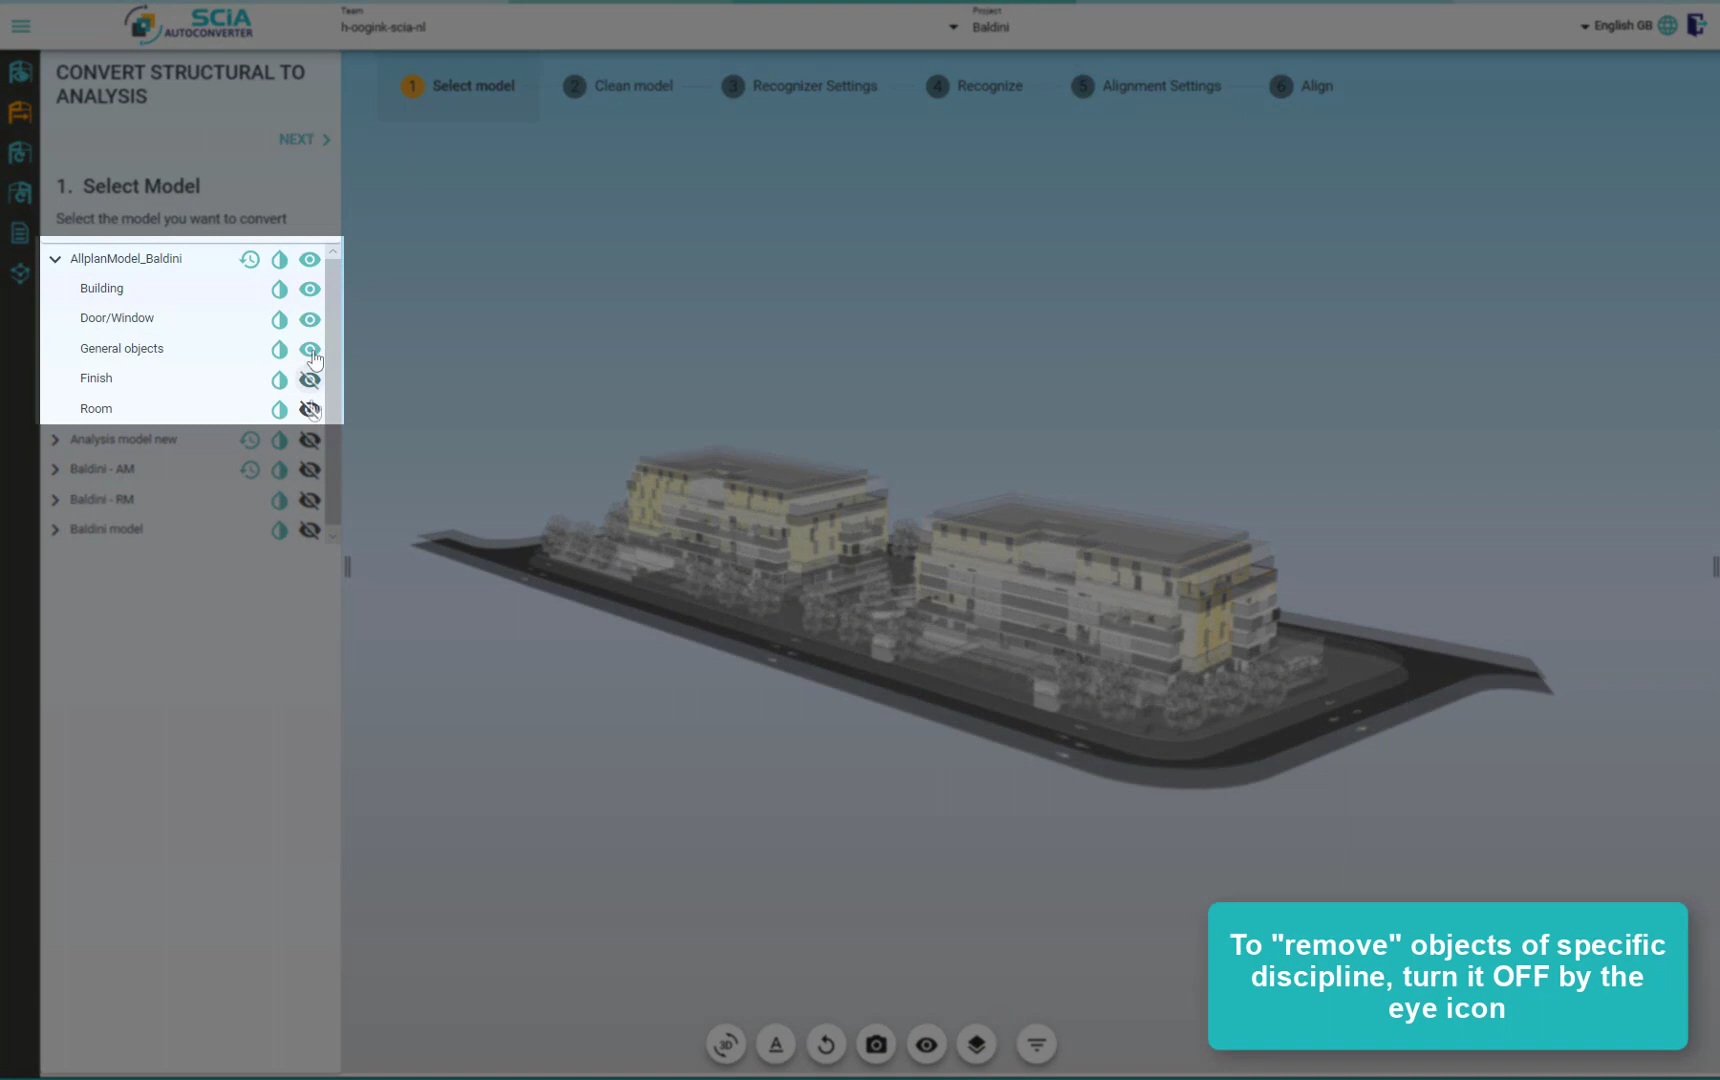 SCiA
AUTOCONVERTER
Team
h-oogink-scia-nl
Project
Baldini
English GB
CONVERT STRUCTURAL TO
ANALYSIS
NEXT
1. Select Model
Select the model you want to convert
AllplanModel_Baldini
Building
Door/Window
General objects
Finish
Room
Analysis model new
Baldini - AM
Baldini - RM
Baldini model
1 Select model
2 Clean model
3 Recognizer Settings
4 Recognize
5 Alignment Settings
6 Align
3D
A
To "remove" objects of specific
discipline, turn it OFF by the
eye icon